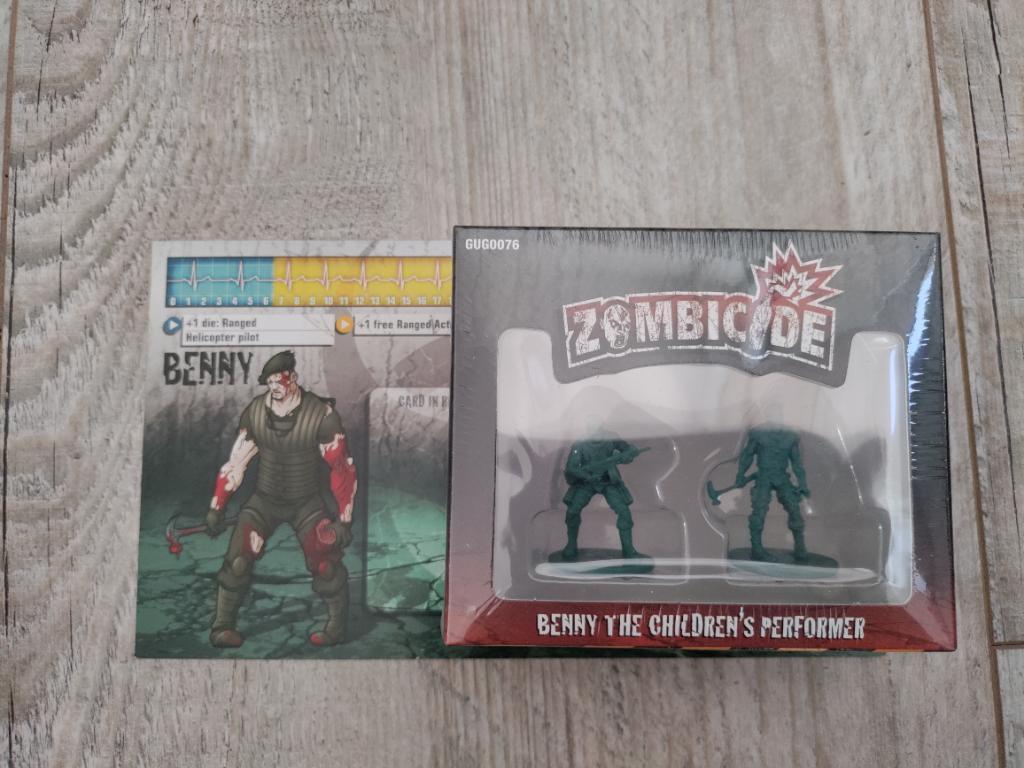 GUG0076
ZOMBICIDE
0 1 2 3 4 5 6 7 8 9 10 11 12 13 14 15 16 17
+1 die: Ranged
Helicopter pilot
+1 free Ranged Act
BENNY
CARD IN B
BENNY THE CHILDREN'S PERFORMER